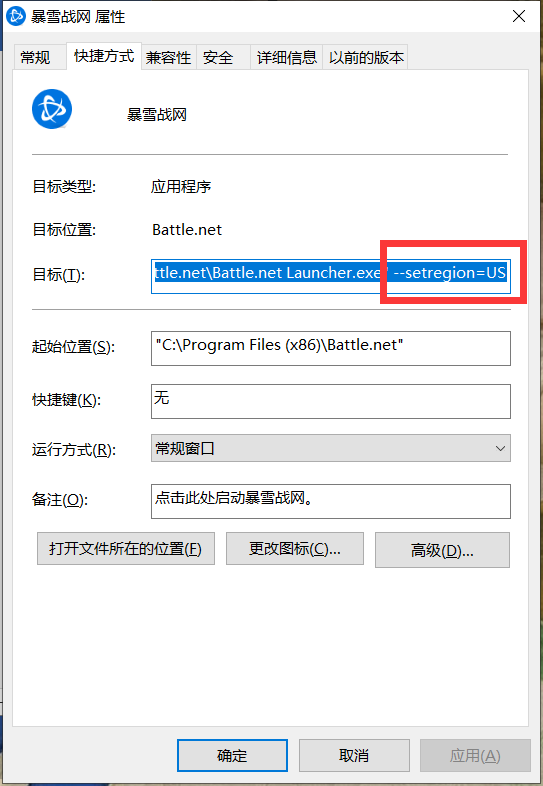 暴雪战网 属性
常规 快捷方式 兼容性 安全 详细信息 以前的版本
暴雪战网
目标类型: 应用程序
目标位置: Battle.net
目标(T): ttle.net\Battle.net Launcher.exe" --setregion=US
起始位置(S): "C:\Program Files (x86)\Battle.net"
快捷键(K): 无
运行方式(R): 常规窗口
备注(O): 点击此处启动暴雪战网。
打开文件所在的位置(F) 更改图标(C)... 高级(D)...
确定 取消 应用(A)